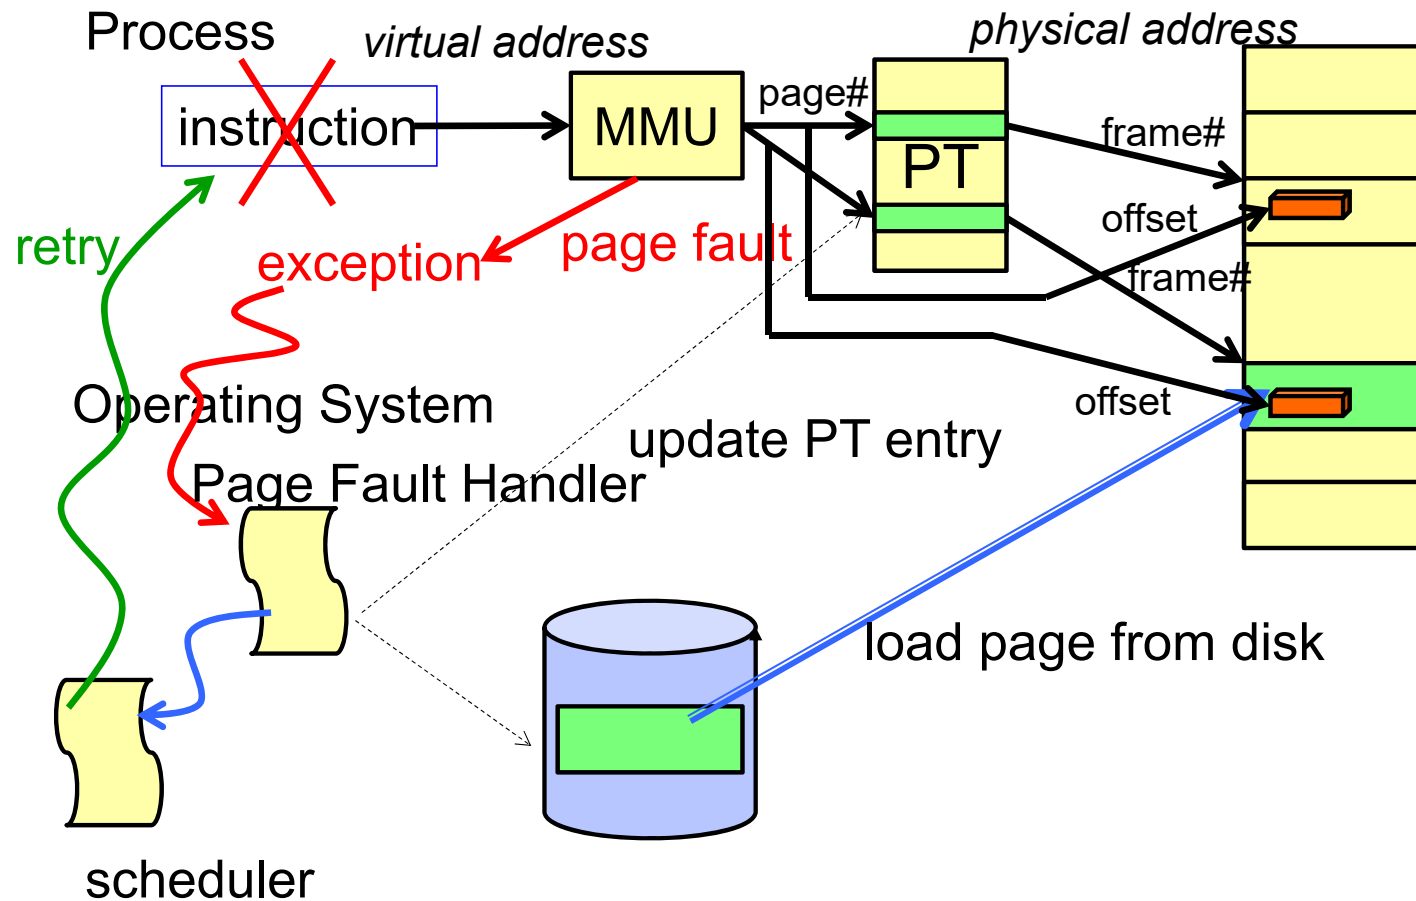 Process
virtual address
physical address
instruction
MMU
page#
PT
frame#
offset
retry
exception
page fault
frame#
Operating System
offset
update PT entry
Page Fault Handler
load page from disk
scheduler